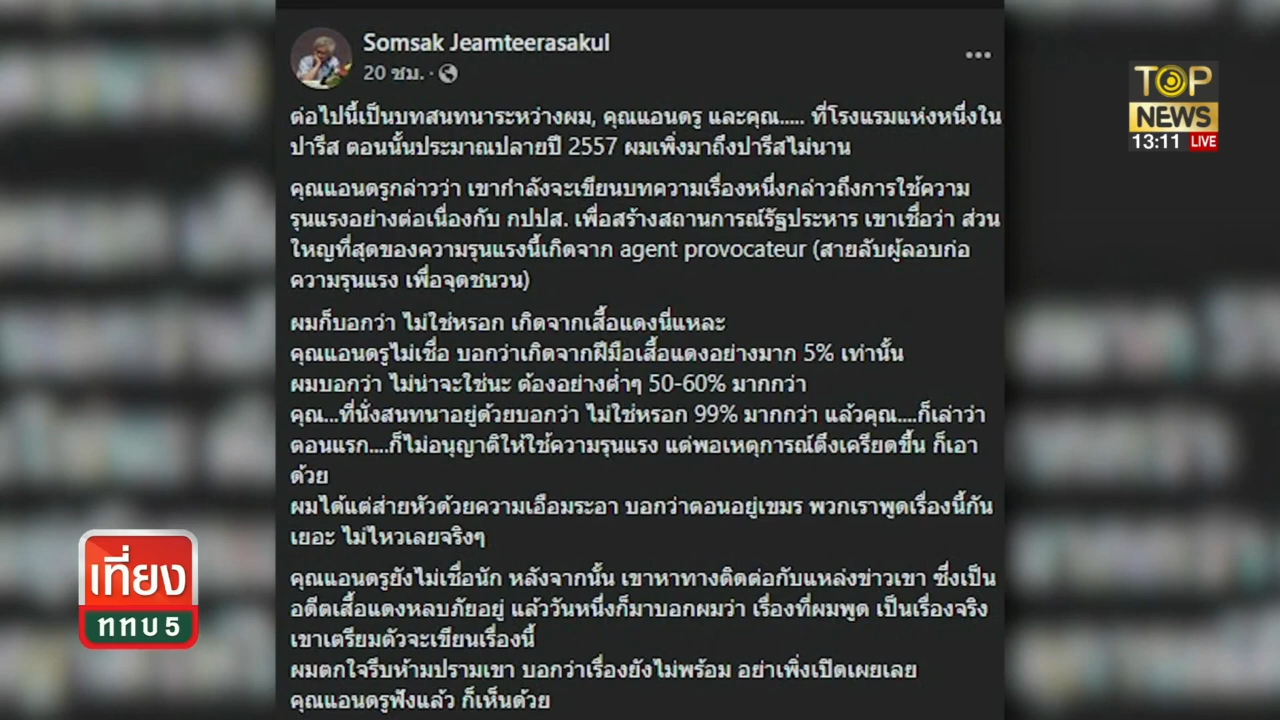 Somsak Jeamteerasakul
20 ชม.
TOP
NEWS
13:11 LIVE
ต่อไปนี้เป็นบทสนทนาระหว่างผม, คุณแอนดรู และคุณ..... ที่โรงแรมแห่งหนึ่งใน
ปารีส ตอนนั้นประมาณปลายปี 2557 ผมเพิ่งมาถึงปารีสไม่นาน
คุณแอนดรูกล่าวว่า เขากำลังจะเขียนบทความเรื่องหนึ่งกล่าวถึงการใช้ความ
รุนแรงอย่างต่อเนื่องกับ กปปส. เพื่อสร้างสถานการณ์รัฐประหาร เขาเชื่อว่า ส่วน
ใหญ่ที่สุดของความรุนแรงนี้เกิดจาก agent provocateur (สายลับผู้ลอบก่อ
ความรุนแรง เพื่อจุดชนวน)
ผมก็บอกว่า ไม่ใช่หรอก เกิดจากเสื้อแดงนี่แหละ
คุณแอนดรูไม่เชื่อ บอกว่าเกิดจากฝีมือเสื้อแดงอย่างมาก 5% เท่านั้น
ผมบอกว่า ไม่น่าจะใช่นะ ต้องอย่างต่ำๆ 50-60% มากกว่า
คุณ...ที่นั่งสนทนาอยู่ด้วยบอกว่า ไม่ใช่หรอก 99% มากกว่า แล้วคุณ....ก็เล่าว่า
ตอนแรก....ก็ไม่อนุญาติให้ใช้ความรุนแรง แต่พอเหตุการณ์ตึงเครียดขึ้น ก็เอา
ด้วย
ผมได้แต่ส่ายหัวด้วยความเอือมระอา บอกว่าตอนอยู่เขมร พวกเราพูดเรื่องนี้กัน
เยอะ ไม่ไหวเลยจริงๆ
คุณแอนดรูยังไม่เชื่อนัก หลังจากนั้น เขาหาทางติดต่อกับแหล่งข่าวเขา ซึ่งเป็น
อดีตเสื้อแดงหลบภัยอยู่ แล้ววันหนึ่งก็มาบอกผมว่า เรื่องที่ผมพูด เป็นเรื่องจริง
เขาเตรียมตัวจะเขียนเรื่องนี้
ผมตกใจรีบห้ามปรามเขา บอกว่าเรื่องยังไม่พร้อม อย่าเพิ่งเปิดเผยเลย
คุณแอนดรูฟังแล้ว ก็เห็นด้วย
เที่ยง
ททบ 5